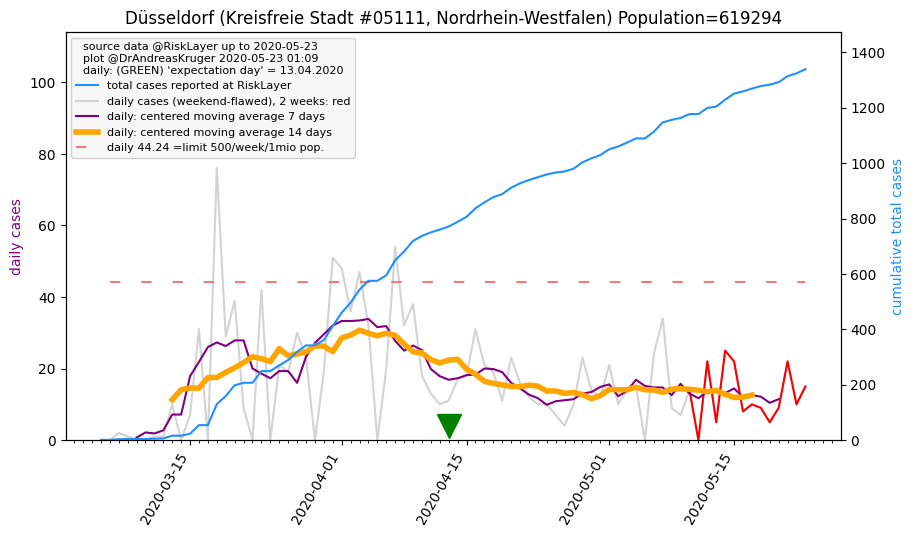 Düsseldorf (Kreisfreie Stadt #05111, Nordrhein-Westfalen) Population=619294
source data @RiskLayer up to 2020-05-23
plot @DrAndreasKruger 2020-05-23 01:09
daily: (GREEN) 'expectation day' = 13.04.2020
total cases reported at RiskLayer
daily cases (weekend-flawed), 2 weeks: red
daily: centered moving average 7 days
daily: centered moving average 14 days
daily 44.24 =limit 500/week/1mio pop.
daily cases
100
80
60
40
20
0
1400
1200
1000
800
600
400
200
0
cumulative total cases
2020-03-15
2020-04-01
2020-04-15
2020-05-01
2020-05-15